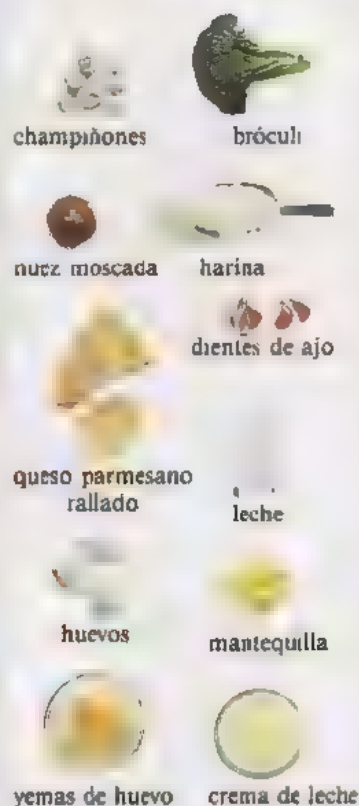 champiñones
bróculi
nuez moscada
harina
dientes de ajo
queso parmesano
rallado
leche
huevos
mantequilla
yemas de huevo
crema de leche